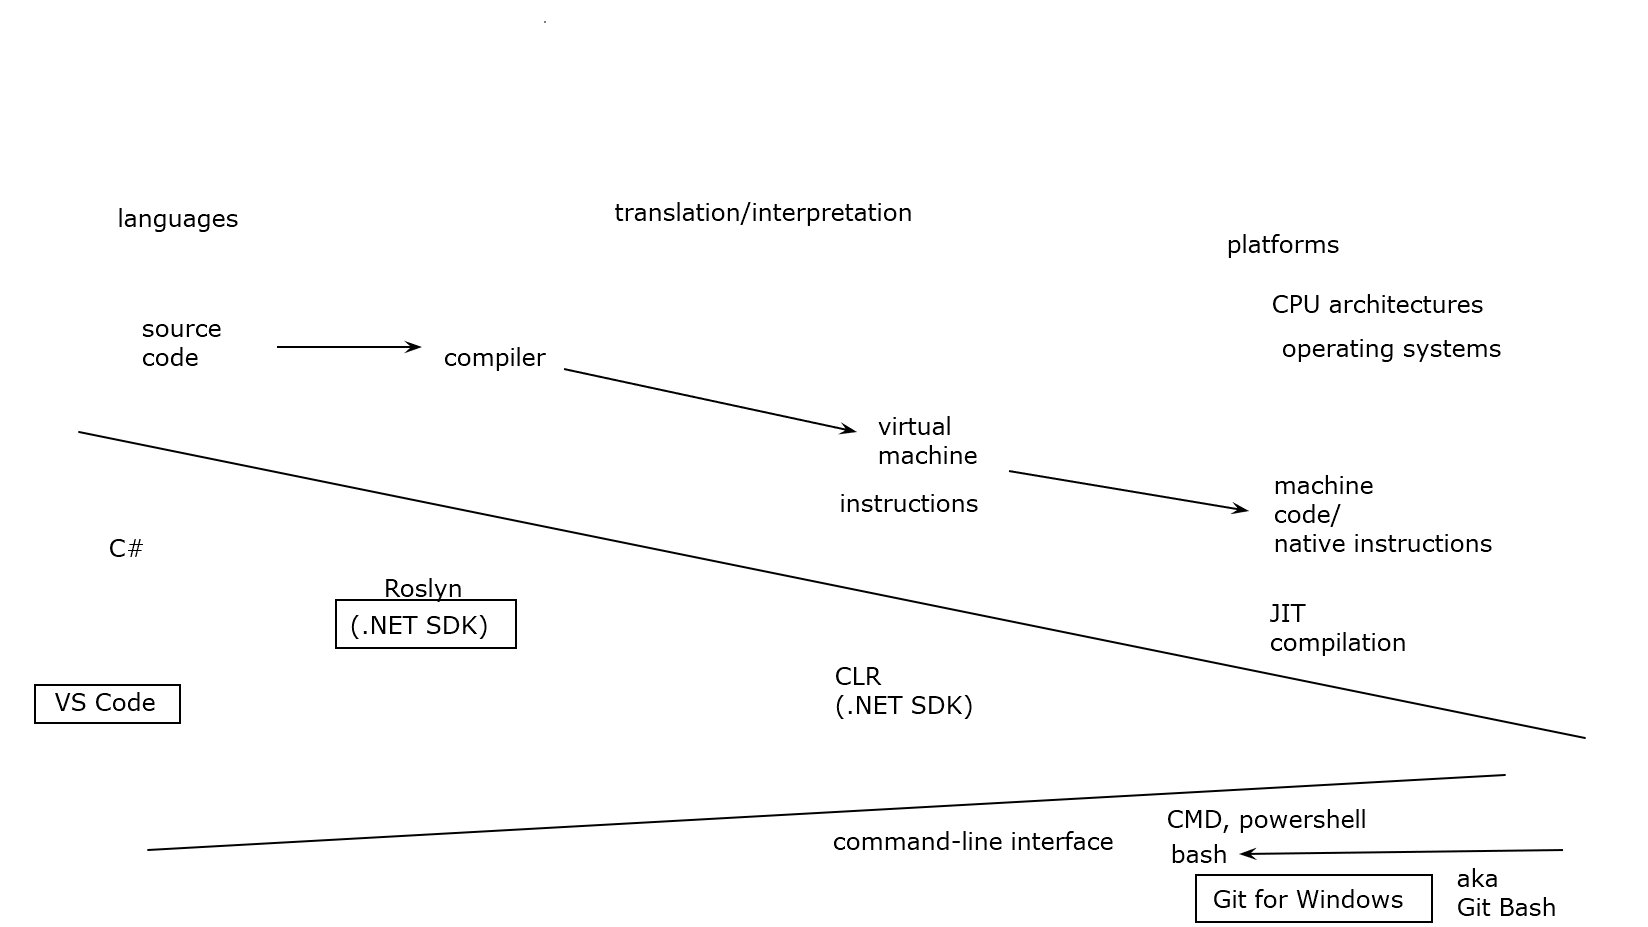 languages
translation/interpretation
platforms
CPU architectures
operating systems
source
code
compiler
virtual
machine
instructions
machine
code/
native instructions
C#
Roslyn
(.NET SDK)
JIT
compilation
VS Code
CLR
(.NET SDK)
command-line interface
CMD, powershell
bash
Git for Windows
aka
Git Bash